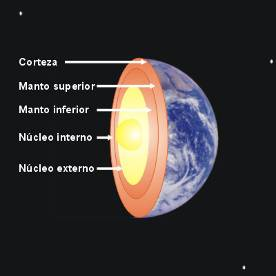 Corteza
Manto superior
Manto inferior
Núcleo interno
Núcleo externo